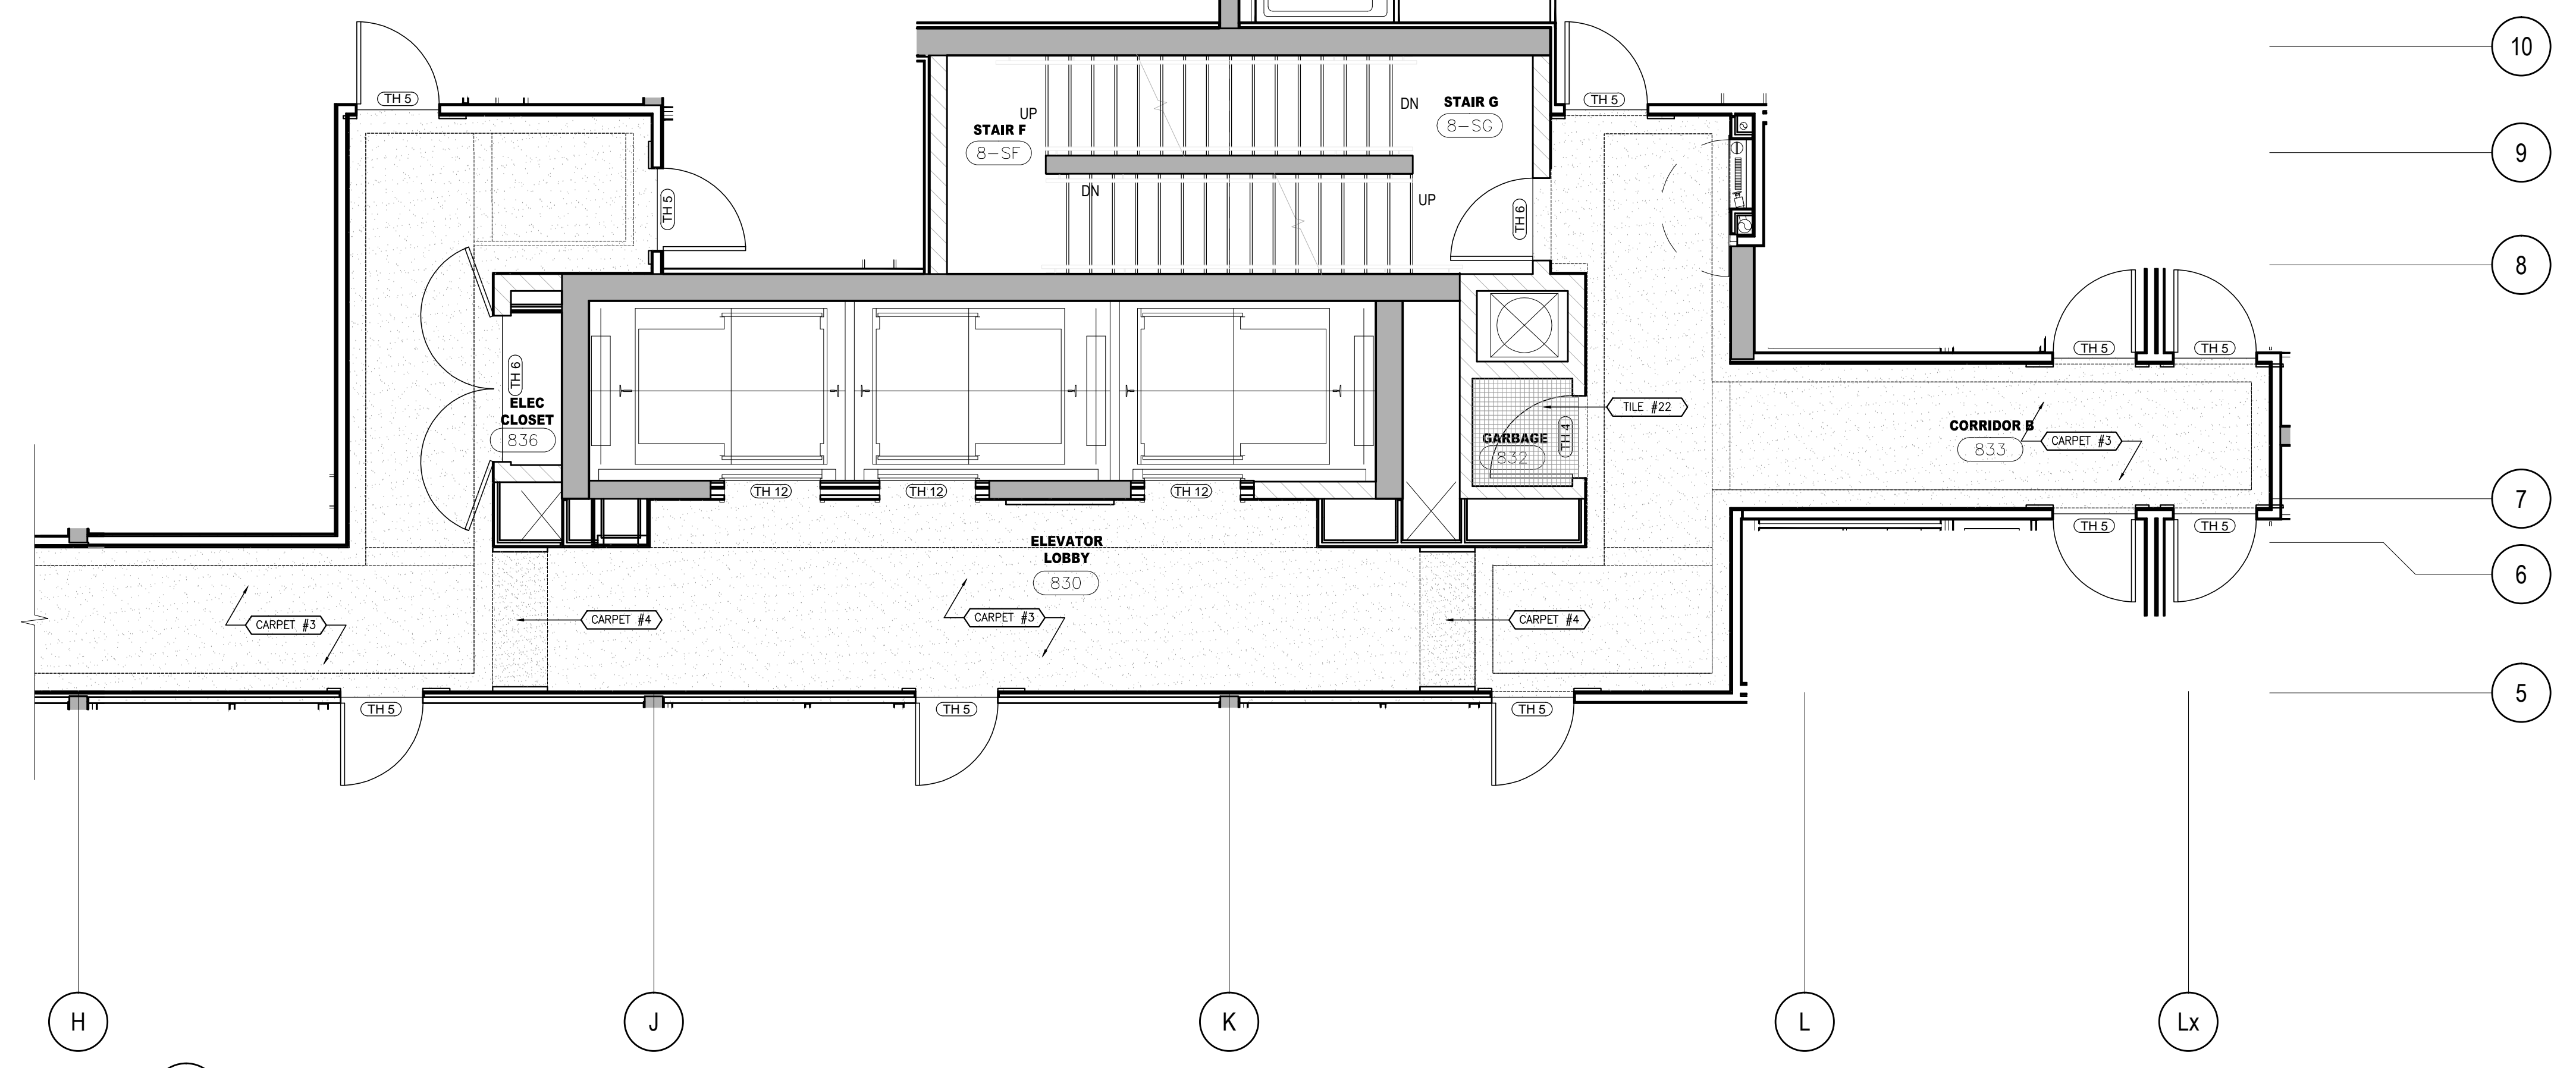 10
TH 5
TH 5
DN
STAIR G
8-SG
UP
STAIR F
8-SF
9
TH 5
DN
UP
TH 6
8
TH 5
TH 5
TH 6
ELEC
CLOSET
836
TILE #22
GARBAGE
832
TH 4
CORRIDOR B
833
CARPET #3
TH 12
TH 12
TH 12
7
TH 5
TH 5
ELEVATOR
LOBBY
830
6
CARPET #3
CARPET #4
CARPET #3
CARPET #4
5
TH 5
TH 5
TH 5
H
J
K
L
Lx